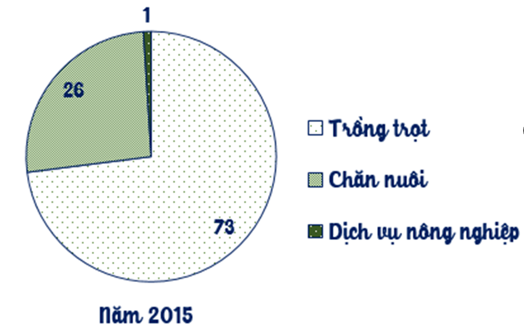 1
26
73
Trồng trọt
Chăn nuôi
Dịch vụ nông nghiệp
Năm 2015